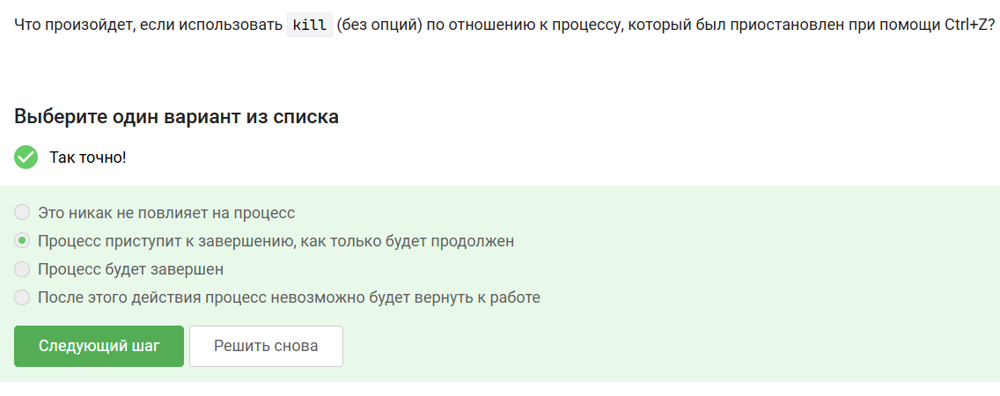 Что произойдет, если использовать kill (без опций) по отношению к процессу, который был приостановлен при помощи Ctrl+Z?
Выберите один вариант из списка
Так точно!
Это никак не повлияет на процесс
Процесс приступит к завершению, как только будет продолжен
Процесс будет завершен
После этого действия процесс невозможно будет вернуть к работе
Следующий шаг Решить снова